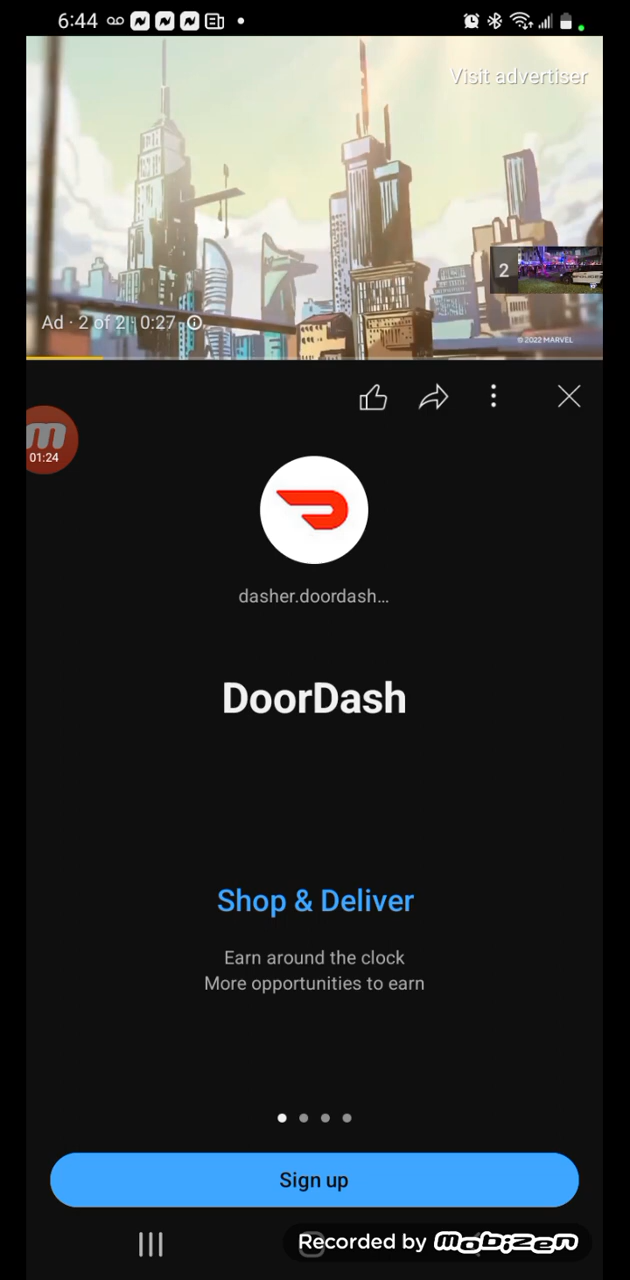 6:44
Visit advertiser
2
Ad · 2 of 2 · 0:27
© 2022 MARVEL
m
01:24
dasher.doordash...
DoorDash
Shop & Deliver
Earn around the clock
More opportunities to earn
Sign up
Recorded by mobizen